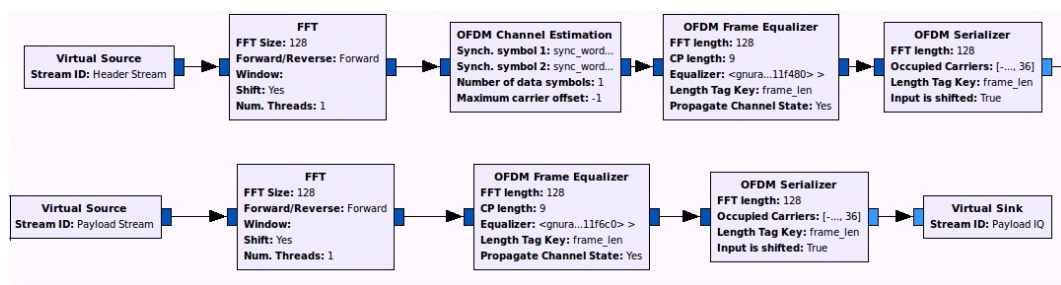 Virtual Source
Stream ID: Header Stream
FFT
FFT Size: 128
Forward/Reverse: Forward
Window:
Shift: Yes
Num. Threads: 1
OFDM Channel Estimation
Synch. symbol 1: sync_word...
Synch. symbol 2: sync_word...
Number of data symbols: 1
Maximum carrier offset: -1
OFDM Frame Equalizer
FFT length: 128
CP length: 9
Equalizer: <gnura...11f480> >
Length Tag Key: frame_len
Propagate Channel State: Yes
OFDM Serializer
FFT length: 128
Occupied Carriers: [-..., 36]
Length Tag Key: frame_len
Input is shifted: True
Virtual Source
Stream ID: Payload Stream
FFT
FFT Size: 128
Forward/Reverse: Forward
Window:
Shift: Yes
Num. Threads: 1
OFDM Frame Equalizer
FFT length: 128
CP length: 9
Equalizer: <gnura...11f6c0> >
Length Tag Key: frame_len
Propagate Channel State: Yes
OFDM Serializer
FFT length: 128
Occupied Carriers: [-..., 36]
Length Tag Key: frame_len
Input is shifted: True
Virtual Sink
Stream ID: Payload IQ